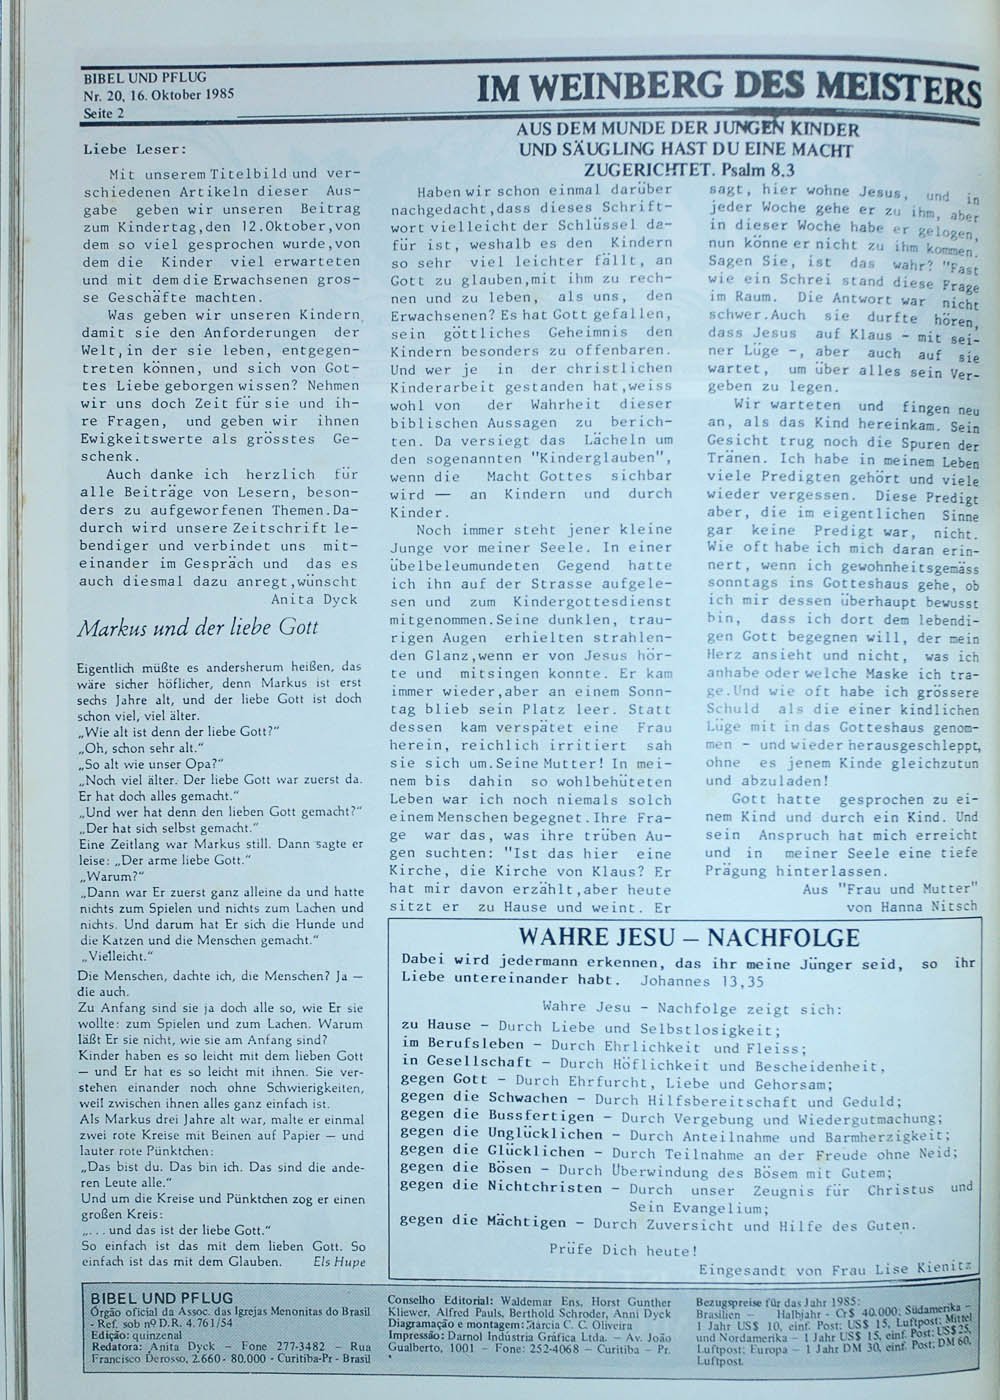 BIBEL UND PFLUG
Nr. 20, 16. Oktober 1985
Seite 2
IM WEINBERG DES MEISTERS
Liebe Leser:
Mit unserem Titelbild und ver-
schiedenen Artikeln dieser Aus-
gabe geben wir unseren Beitrag
zum Kindertag,den 12.Oktober,von
dem so viel gesprochen wurde,von
dem die Kinder viel erwarteten
und mit dem die Erwachsenen gros-
se Geschäfte machten.
Was geben wir unseren Kindern,
damit sie den Anforderungen der
Welt,in der sie leben, entgegen-
treten können, und sich von Got-
tes Liebe geborgen wissen? Nehmen
wir uns doch Zeit für sie und ih-
re Fragen, und geben wir ihnen
Ewigkeitswerte als grösstes Ge-
schenk.
Auch danke ich herzlich für
alle Beiträge von Lesern, beson-
ders zu aufgeworfenen Themen.Da-
durch wird unsere Zeitschrift le-
bendiger und verbindet uns mit-
einander im Gespräch und das es
auch diesmal dazu anregt,wünscht
Anita Dyck
Markus und der liebe Gott
Eigentlich müßte es andersherum heißen, das
wäre sicher höflicher, denn Markus ist erst
sechs Jahre alt, und der liebe Gott ist doch
schon viel, viel älter.
„Wie alt ist denn der liebe Gott?“
„Oh, schon sehr alt.“
„So alt wie unser Opa?“
„Noch viel älter. Der liebe Gott war zuerst da.
Er hat doch alles gemacht.“
„Und wer hat denn den lieben Gott gemacht?“
„Der hat sich selbst gemacht.“
Eine Zeitlang war Markus still. Dann sagte er
leise: „Der arme liebe Gott.“
„Warum?“
„Dann war Er zuerst ganz alleine da und hatte
nichts zum Spielen und nichts zum Lachen und
nichts. Und darum hat Er sich die Hunde und
die Katzen und die Menschen gemacht.“
„Vielleicht.“
Die Menschen, dachte ich, die Menschen? Ja —
die auch.
Zu Anfang sind sie ja doch alle so, wie Er sie
wollte: zum Spielen und zum Lachen. Warum
läßt Er sie nicht, wie sie am Anfang sind?
Kinder haben es so leicht mit dem lieben Gott
— und Er hat es so leicht mit ihnen. Sie ver-
stehen einander noch ohne Schwierigkeiten,
weil zwischen ihnen alles ganz einfach ist.
Als Markus drei Jahre alt war, malte er einmal
zwei rote Kreise mit Beinen auf Papier — und
lauter rote Pünktchen:
„Das bist du. Das bin ich. Das sind die ande-
ren Leute alle.“
Und um die Kreise und Pünktchen zog er einen
großen Kreis:
„. . . und das ist der liebe Gott.“
So einfach ist das mit dem lieben Gott. So
einfach ist das mit dem Glauben. Els Hupe
AUS DEM MUNDE DER JUNGEN KINDER
UND SÄUGLING HAST DU EINE MACHT
ZUGERICHTET. Psalm 8.3
Haben wir schon einmal darüber
nachgedacht,dass dieses Schrift-
wort vielleicht der Schlüssel da-
für ist, weshalb es den Kindern
so sehr viel leichter fällt, an
Gott zu glauben,mit ihm zu rech-
nen und zu leben, als uns, den
Erwachsenen? Es hat Gott gefallen,
sein göttliches Geheimnis den
Kindern besonders zu offenbaren.
Und wer je in der christlichen
Kinderarbeit gestanden hat,weiss
wohl von der Wahrheit dieser
biblischen Aussagen zu berich-
ten. Da versiegt das Lächeln um
den sogenannten "Kinderglauben",
wenn die Macht Gottes sichbar
wird — an Kindern und durch
Kinder.
Noch immer steht jener kleine
Junge vor meiner Seele. In einer
übelbeleumundeten Gegend hatte
ich ihn auf der Strasse aufgele-
sen und zum Kindergottesdienst
mitgenommen.Seine dunklen, trau-
rigen Augen erhielten strahlen-
den Glanz,wenn er von Jesus hör-
te und mitsingen konnte. Er kam
immer wieder,aber an einem Sonn-
tag blieb sein Platz leer. Statt
dessen kam verspätet eine Frau
herein, reichlich irritiert sah
sie sich um.Seine Mutter! In mei-
nem bis dahin so wohlbehüteten
Leben war ich noch niemals solch
einem Menschen begegnet.Ihre Fra-
ge war das, was ihre trüben Au-
gen suchten: "Ist das hier eine
Kirche, die Kirche von Klaus? Er
hat mir davon erzählt,aber heute
sitzt er zu Hause und weint. Er
sagt, hier wohne Jesus, und in
jeder Woche gehe er zu ihm, aber
in dieser Woche habe er gelogen,
nun könne er nicht zu ihm kommen.
Sagen Sie, ist das wahr? "Fast
wie ein Schrei stand diese Frage
im Raum. Die Antwort war nicht
schwer.Auch sie durfte hören,
dass Jesus auf Klaus - mit sei-
ner Lüge -, aber auch auf sie
wartet, um über alles sein Ver-
geben zu legen.
Wir warteten und fingen neu
an, als das Kind hereinkam. Sein
Gesicht trug noch die Spuren der
Tränen. Ich habe in meinem Leben
viele Predigten gehört und viele
wieder vergessen. Diese Predigt
aber, die im eigentlichen Sinne
gar keine Predigt war, nicht.
Wie oft habe ich mich daran erin-
nert, wenn ich gewohnheitsgemäss
sonntags ins Gotteshaus gehe, ob
ich mir dessen überhaupt bewusst
bin, dass ich dort dem lebendi-
gen Gott begegnen will, der mein
Herz ansieht und nicht, was ich
anhabe oder welche Maske ich tra-
ge.Und wie oft habe ich grössere
Schuld als die einer kindlichen
Lüge mit in das Gotteshaus genom-
men - und wieder herausgeschleppt,
ohne es jenem Kinde gleichzutun
und abzuladen!
Gott hatte gesprochen zu ei-
nem Kind und durch ein Kind. Und
sein Anspruch hat mich erreicht
und in meiner Seele eine tiefe
Prägung hinterlassen.
Aus "Frau und Mutter"
von Hanna Nitsch
WAHRE JESU – NACHFOLGE
Dabei wird jedermann erkennen, das ihr meine Jünger seid, so ihr
Liebe untereinander habt. Johannes 13,35
Wahre Jesu - Nachfolge zeigt sich:
zu Hause - Durch Liebe und Selbstlosigkeit;
im Berufsleben - Durch Ehrlichkeit und Fleiss;
in Gesellschaft - Durch Höflichkeit und Bescheidenheit,
gegen Gott - Durch Ehrfurcht, Liebe und Gehorsam;
gegen die Schwachen - Durch Hilfsbereitschaft und Geduld;
gegen die Bussfertigen - Durch Vergebung und Wiedergutmachung;
gegen die Unglücklichen - Durch Anteilnahme und Barmherzigkeit;
gegen die Glücklichen - Durch Teilnahme an der Freude ohne Neid;
gegen die Bösen - Durch Überwindung des Bösem mit Gutem;
gegen die Nichtchristen - Durch unser Zeugnis für Christus und
Sein Evangelium;
gegen die Mächtigen - Durch Zuversicht und Hilfe des Guten.
Prüfe Dich heute!
Eingesandt von Frau Lise Kienitz
BIBEL UND PFLUG
Órgão oficial da Assoc. das Igrejas Menonitas do Brasil
- Ref. sob nº D.R. 4.761/54
Edição: quinzenal
Redatora: Anita Dyck – Fone 277-3482 – Rua
Francisco Derosso, 2.660 - 80.000 - Curitiba-Pr - Brasil
Conselho Editorial: Waldemar Ens, Horst Gunther
Kliewer, Alfred Pauls, Berthold Schroder, Anni Dyck
Diagramação e montagem: Marcia C. C. Oliveira
Impressão: Darnol Indústria Gráfica Ltda. – Av. João
Gualberto, 1001 – Fone: 252-4068 – Curitiba – Pr.
Bezugspreise für das Jahr 1985:
Brasilien – Halbjahr - Cr$ 40.000; Südamerika –
1 Jahr US$ 10, einf. Post: US$ 15, Luftpost; Mittel
und Nordamerika – 1 Jahr US$ 15, einf. Post: US$ 25,
Luftpost; Europa – 1 Jahr DM 30, einf. Post; DM 60,
Luftpost.